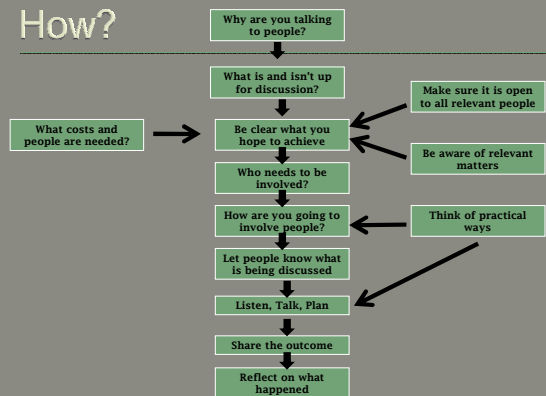 How?
Why are you talking
to people?
What is and isn't up
for discussion?
Make sure it is open
to all relevant people
What costs and
people are needed?
Be clear what you
hope to achieve
Be aware of relevant
matters
Who needs to be
involved?
How are you going to
involve people?
Think of practical
ways
Let people know what
is being discussed
Listen, Talk, Plan
Share the outcome
Reflect on what
happened